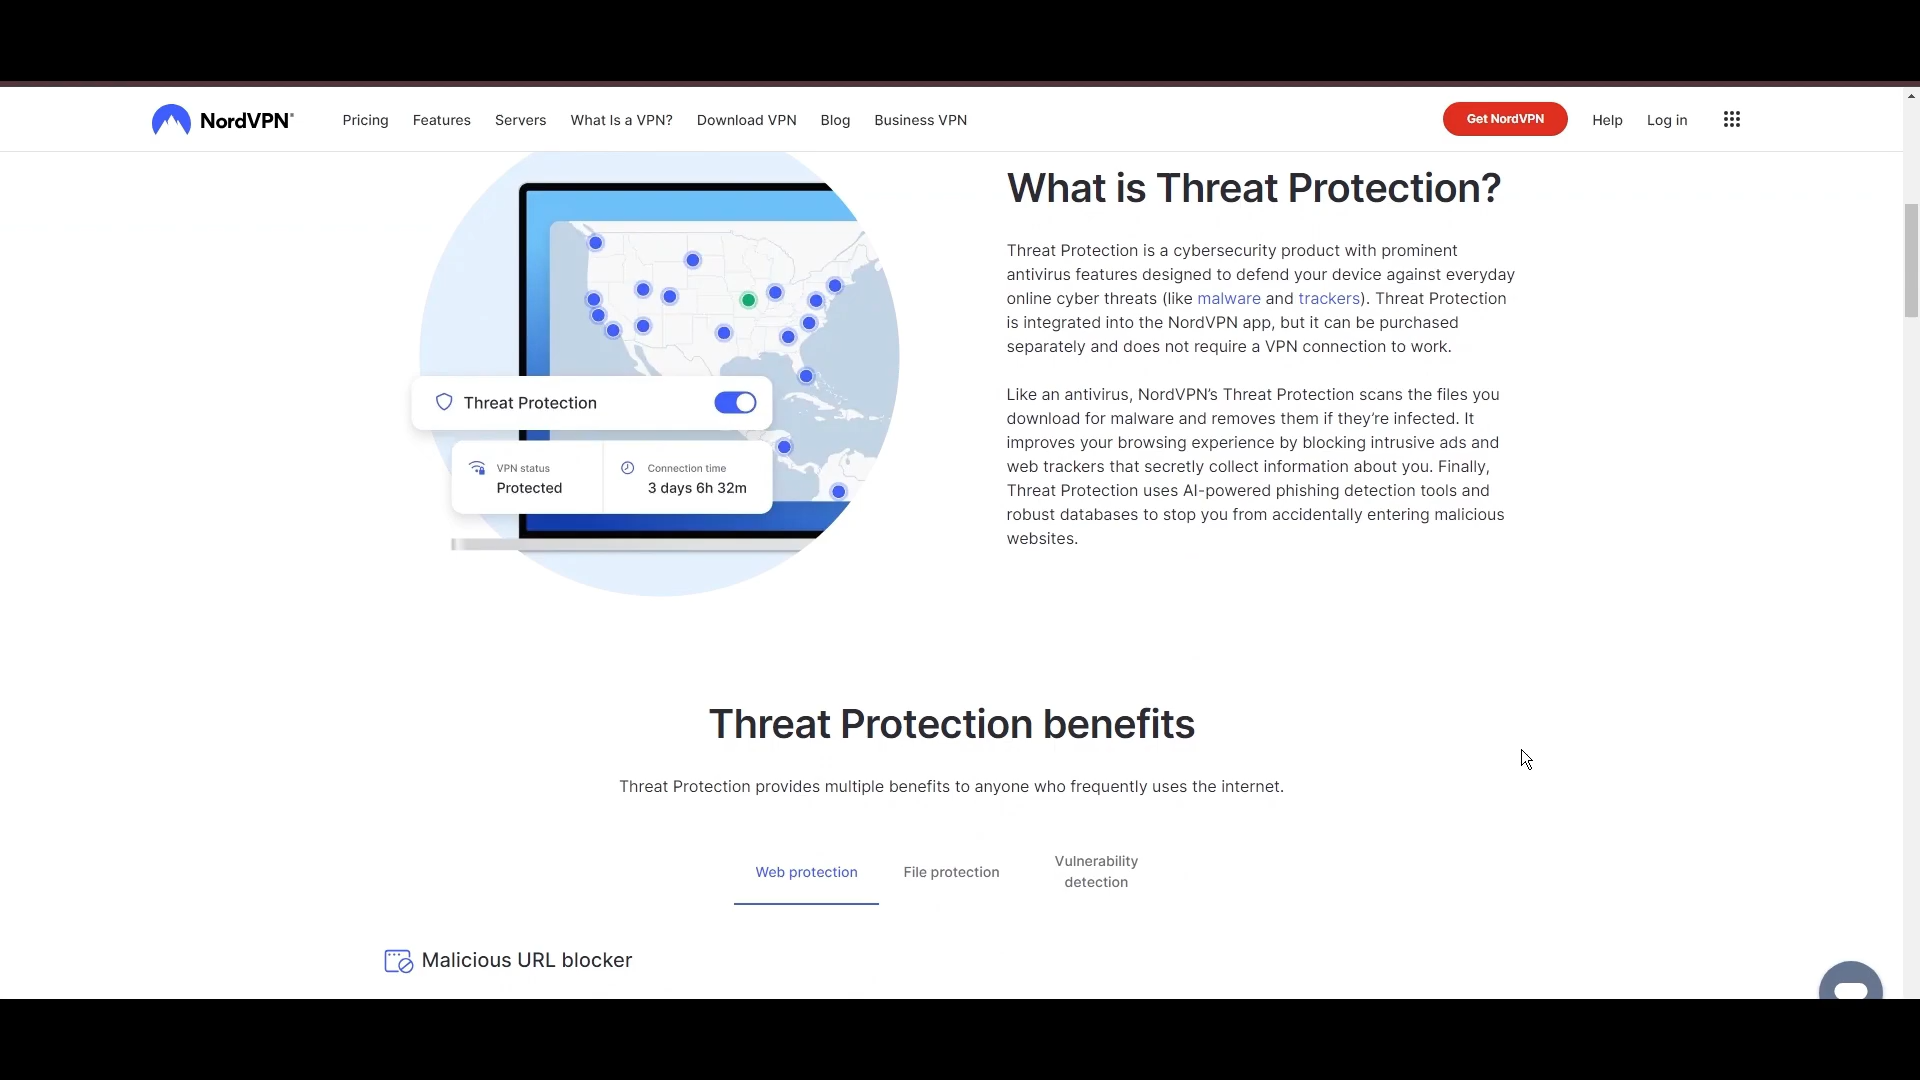 NordVPN®
Pricing
Features
Servers
What Is a VPN?
Download VPN
Blog
Business VPN
Get NordVPN
Help
Log in
Threat Protection
VPN status
Protected
Connection time
3 days 6h 32m
What is Threat Protection?
Threat Protection is a cybersecurity product with prominent
antivirus features designed to defend your device against everyday
online cyber threats (like malware and trackers). Threat Protection
is integrated into the NordVPN app, but it can be purchased
separately and does not require a VPN connection to work.
Like an antivirus, NordVPN’s Threat Protection scans the files you
download for malware and removes them if they’re infected. It
improves your browsing experience by blocking intrusive ads and
web trackers that secretly collect information about you. Finally,
Threat Protection uses AI-powered phishing detection tools and
robust databases to stop you from accidentally entering malicious
websites.
Threat Protection benefits
Threat Protection provides multiple benefits to anyone who frequently uses the internet.
Web protection
File protection
Vulnerability
detection
Malicious URL blocker